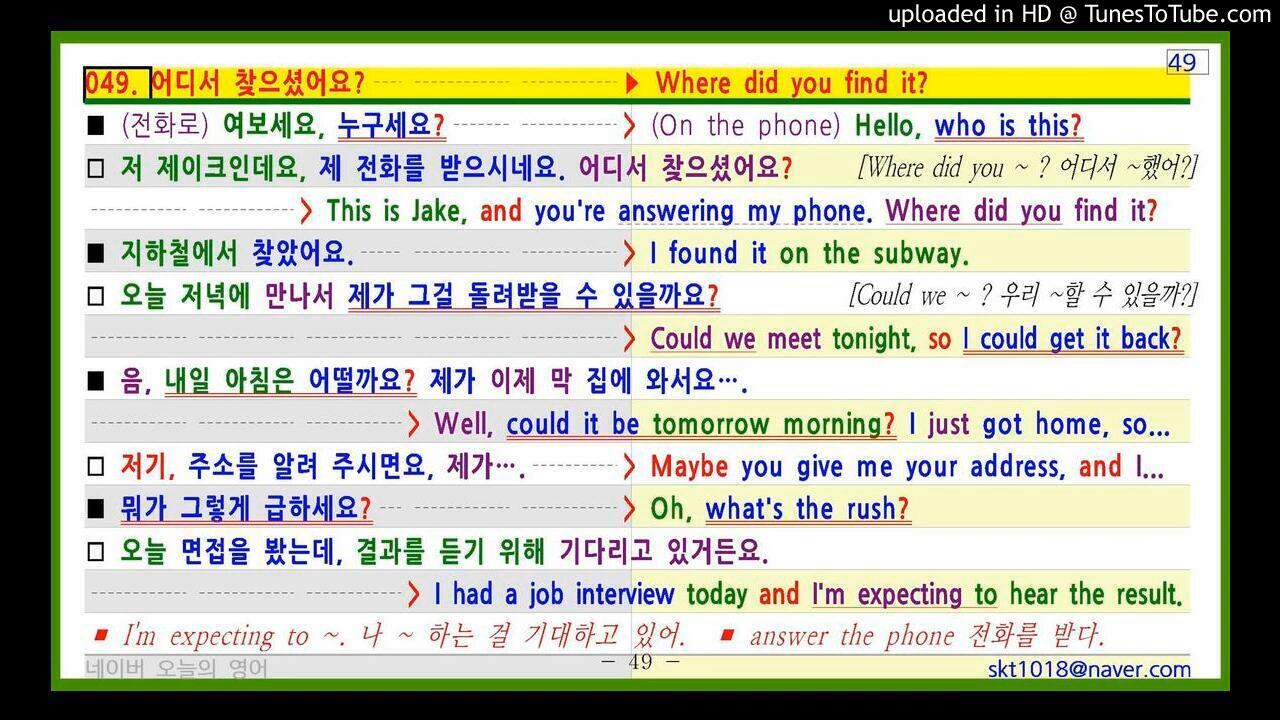 uploaded in HD @ TunesToTube.com
49
049. 어디서 찾으셨어요? Where did you find it?
■ (전화로) 여보세요, 누구세요? (On the phone) Hello, who is this?
□ 저 제이크인데요, 제 전화를 받으시네요. 어디서 찾으셨어요? [Where did you ~ ? 어디서 ~했어?]
This is Jake, and you're answering my phone. Where did you find it?
■ 지하철에서 찾았어요. I found it on the subway.
□ 오늘 저녁에 만나서 제가 그걸 돌려받을 수 있을까요? [Could we ~ ? 우리 ~할 수 있을까?]
Could we meet tonight, so I could get it back?
■ 음, 내일 아침은 어떨까요? 제가 이제 막 집에 와서요….
Well, could it be tomorrow morning? I just got home, so...
□ 저기, 주소를 알려 주시면요, 제가…. Maybe you give me your address, and I...
■ 뭐가 그렇게 급하세요? Oh, what's the rush?
□ 오늘 면접을 봤는데, 결과를 듣기 위해 기다리고 있거든요.
I had a job interview today and I'm expecting to hear the result.
■ I'm expecting to ~. 나 ~ 하는 걸 기대하고 있어. ■ answer the phone 전화를 받다.
네이버 오늘의 영어 − 49 − skt1018@naver.com